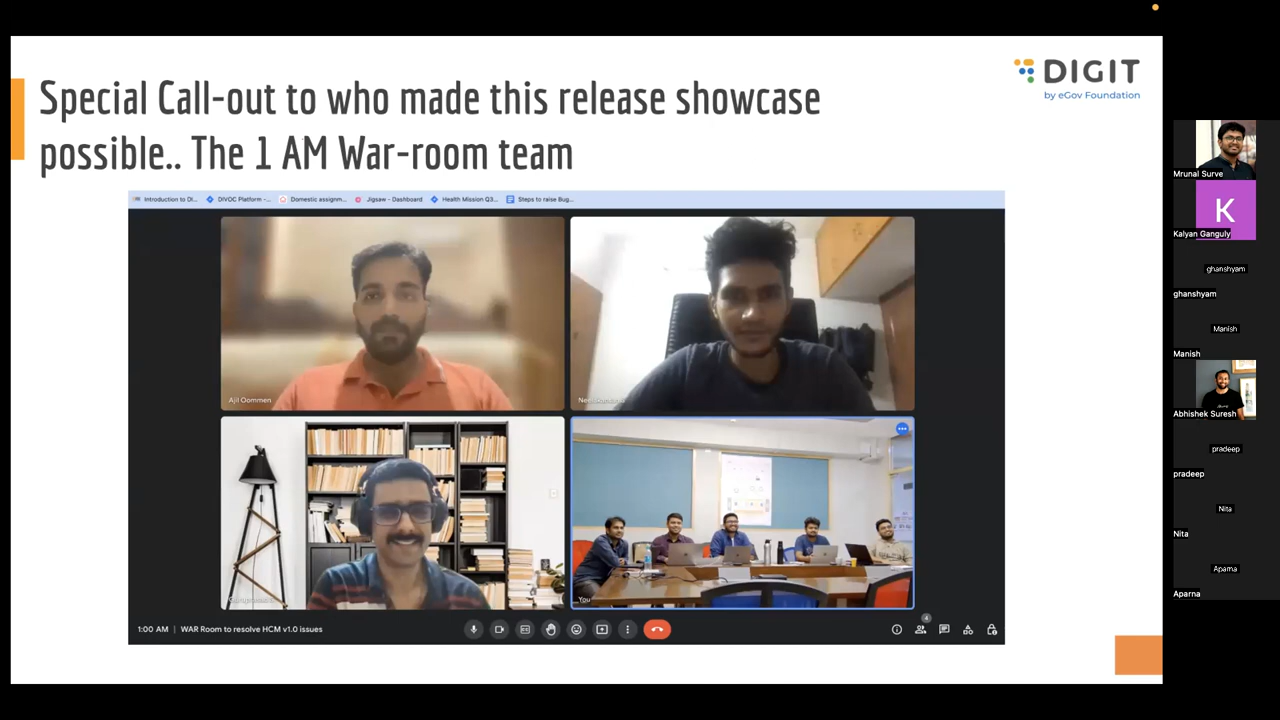 Special Call-out to who made this release showcase
possible.. The 1 AM War-room team
DIGIT
by eGov Foundation
Introduction to DI... DIVOC Platform -... Domestic assignm... Jigsaw - Dashboard Health Mission Q3... Steps to raise Bug...
Ajil Oommen
You
4
1:00 AM | WAR Room to resolve HCM v1.0 issues
Mrunal Surve
K
Kalyan Ganguly
ghanshyam
ghanshyam
Manish
Manish
Abhishek Suresh
pradeep
pradeep
Nita
Nita
Aparna
Aparna